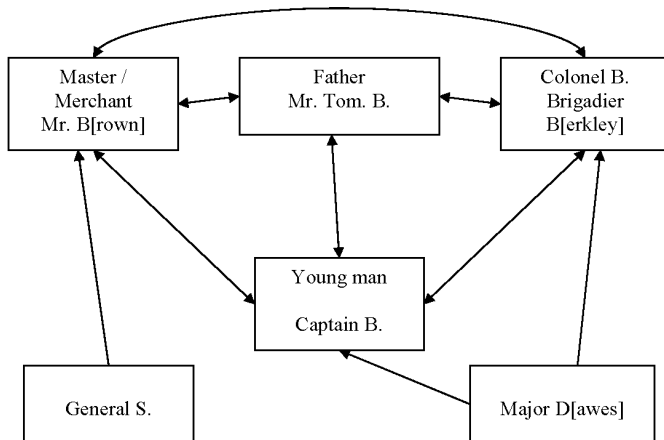 Master /
Merchant
Mr. B[rown]
Father
Mr. Tom. B.
Colonel B.
Brigadier
B[erkley]
Young man
Captain B.
General S.
Major D[awes]